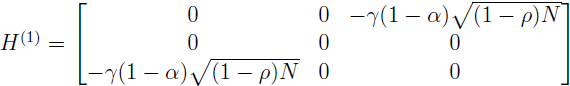 H^{(1)} = \begin{bmatrix} 0 & 0 & -\gamma(1-\alpha)\sqrt{(1-\rho)N} \\ 0 & 0 & 0 \\ -\gamma(1-\alpha)\sqrt{(1-\rho)N} & 0 & 0 \end{bmatrix}